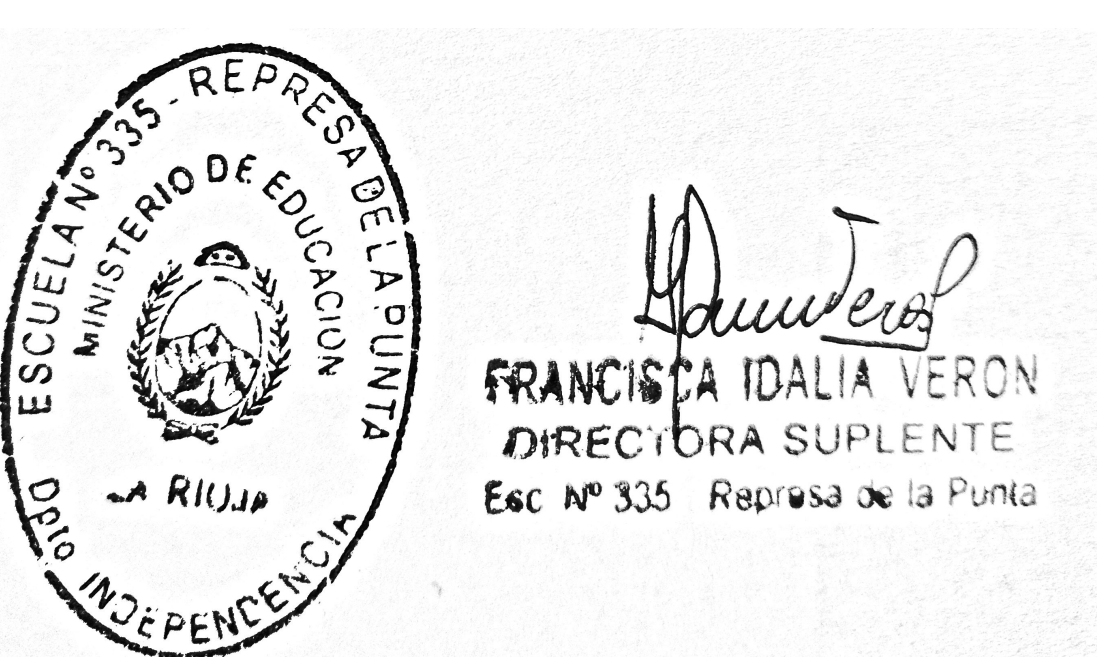 ESCUELA Nº 335 - REPRESA DE LA PUNTA
MINISTERIO DE EDUCACION
LA RIOJA
Dpto INDEPENDENCIA
FRANCISCA IDALIA VERON
DIRECTORA SUPLENTE
Esc Nº 335 Represa de la Punta